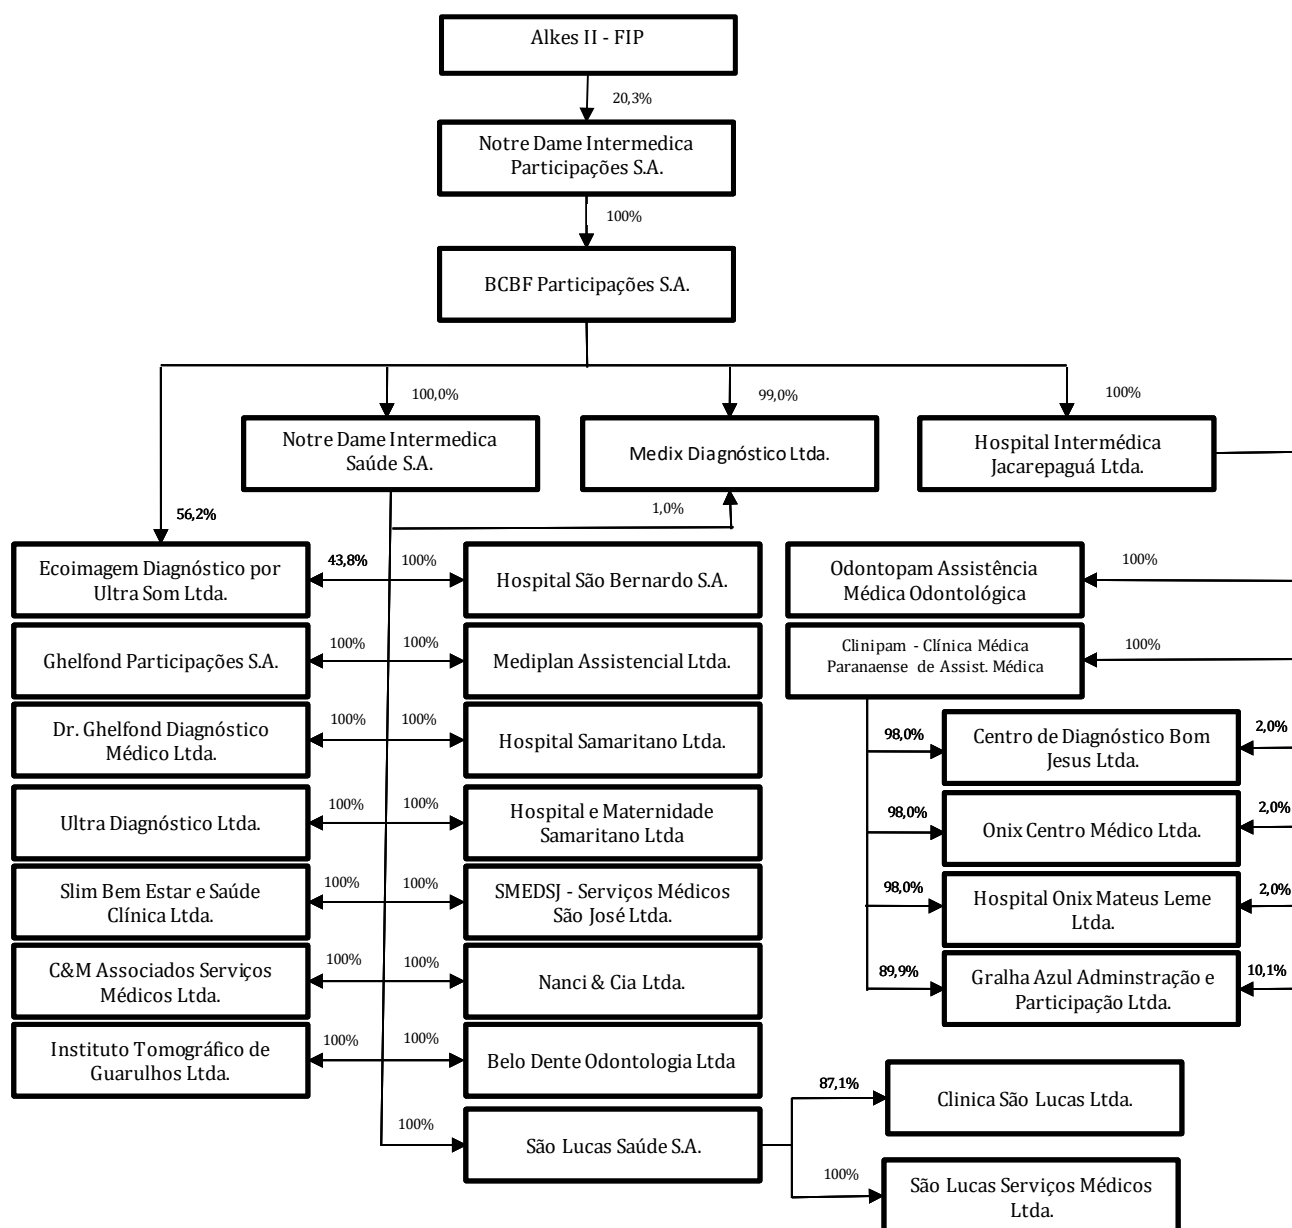 Alkes II - FIP
20,3%
Notre Dame Intermedica
Participações S.A.
100%
BCBF Participações S.A.
100,0%
99,0%
100%
Notre Dame Intermedica
Saúde S.A.
Medix Diagnóstico Ltda.
Hospital Intermédica
Jacarepaguá Ltda.
56,2%
1,0%
Ecoimagem Diagnóstico por
Ultra Som Ltda.
43,8%
100%
Hospital São Bernardo S.A.
Odontopam Assistência
Médica Odontológica
100%
Ghelfond Participações S.A.
100%
100%
Mediplan Assistencial Ltda.
Clinipam - Clínica Médica
Paranaense de Assist. Médica
100%
Dr. Ghelfond Diagnóstico
Médico Ltda.
100%
100%
Hospital Samaritano Ltda.
98,0%
Centro de Diagnóstico Bom
Jesus Ltda.
2,0%
Ultra Diagnóstico Ltda.
100%
100%
Hospital e Maternidade
Samaritano Ltda
98,0%
Onix Centro Médico Ltda.
2,0%
Slim Bem Estar e Saúde
Clínica Ltda.
100%
100%
SMEDSJ - Serviços Médicos
São José Ltda.
98,0%
Hospital Onix Mateus Leme
Ltda.
2,0%
C&M Associados Serviços
Médicos Ltda.
100%
100%
Nanci & Cia Ltda.
89,9%
Gralha Azul Adminstração e
Participação Ltda.
10,1%
Instituto Tomográfico de
Guarulhos Ltda.
100%
100%
Belo Dente Odontologia Ltda
87,1%
Clinica São Lucas Ltda.
100%
São Lucas Saúde S.A.
100%
São Lucas Serviços Médicos
Ltda.